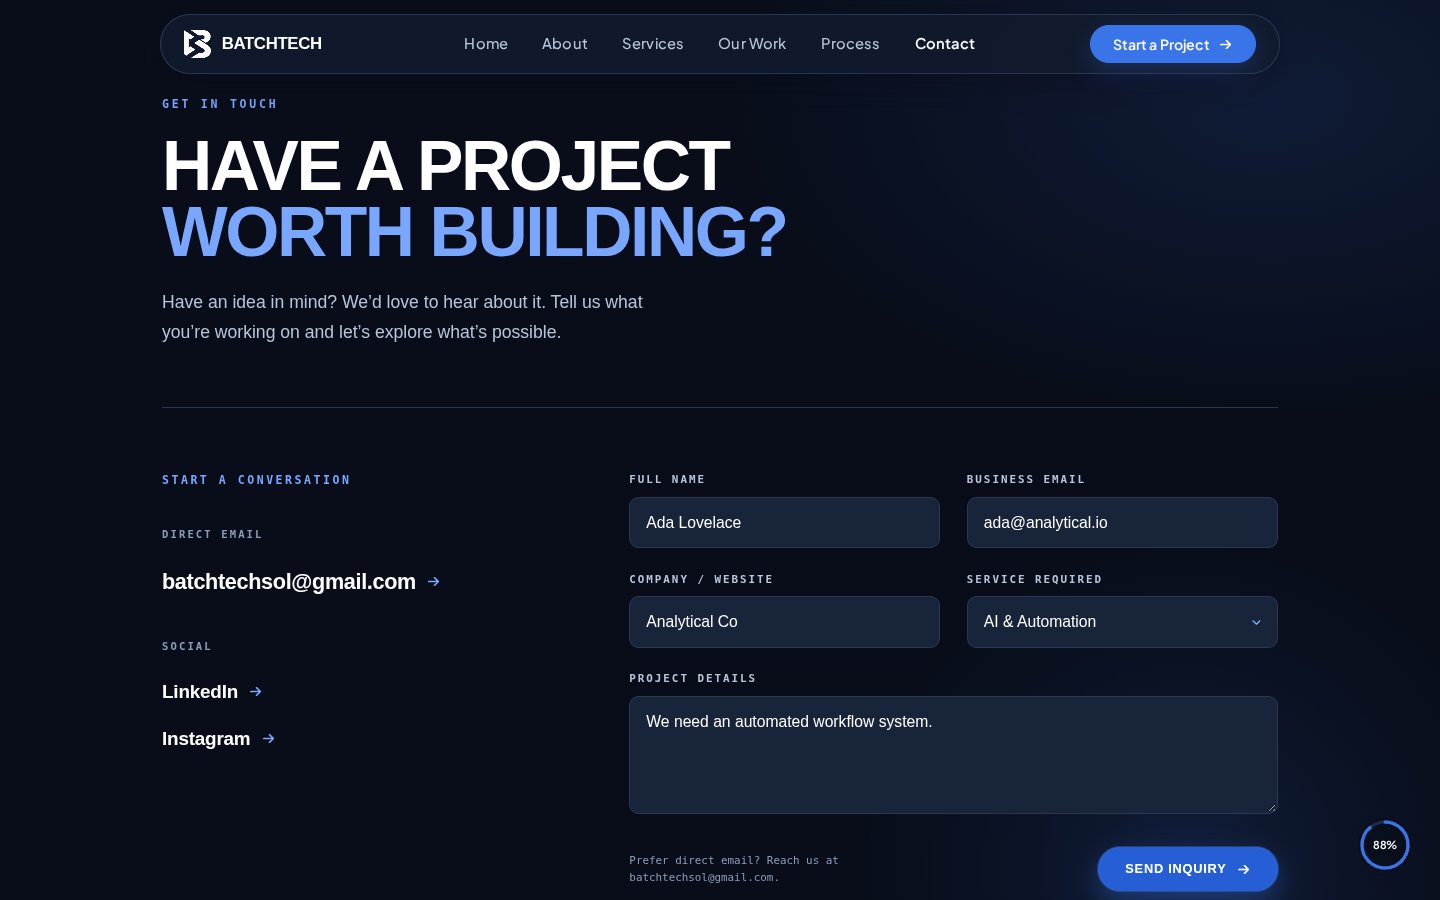 BATCHTECH
Home
About
Services
Our Work
Process
Contact
Start a Project
GET IN TOUCH
HAVE A PROJECT
WORTH BUILDING?
Have an idea in mind? We’d love to hear about it. Tell us what
you’re working on and let’s explore what’s possible.
START A CONVERSATION
DIRECT EMAIL
batchtechsol@gmail.com
SOCIAL
LinkedIn
Instagram
FULL NAME
Ada Lovelace
BUSINESS EMAIL
ada@analytical.io
COMPANY / WEBSITE
Analytical Co
SERVICE REQUIRED
AI & Automation
PROJECT DETAILS
We need an automated workflow system.
Prefer direct email? Reach us at
batchtechsol@gmail.com.
SEND INQUIRY
88%